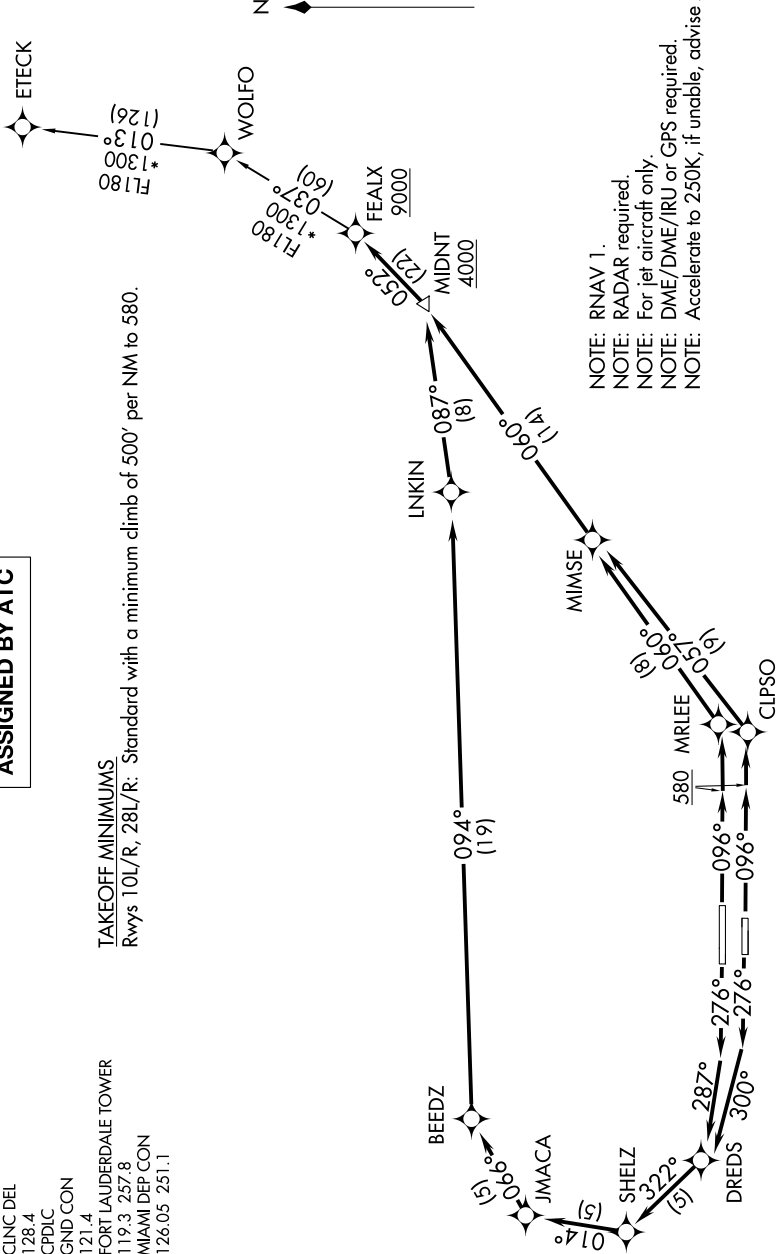 ASSIGNED BY ATC
CLNC DEL
128.4
CPDLC
GND CON
121.4
FORT LAUDERDALE TOWER
119.3 257.8
MIAMI DEP CON
126.05 251.1
TAKEOFF MINIMUMS
Rwys 10L/R, 28L/R: Standard with a minimum climb of 500' per NM to 580.
N
ETECK
FL180
*1300
013°
(126)
WOLFO
FL180
*1300
037°
(60)
FEALX
9000
052°
(22)
MIDNT
4000
087°
(8)
LNKIN
060°
(14)
094°
(19)
MIMSE
(8)
060°
057°
(9)
MRLEE
CLPSO
580
096°
096°
276°
276°
287°
300°
BEEDZ
(5)
066°
JMACA
014°
(5)
SHELZ
322°
(5)
DREDS
NOTE: RNAV 1.
NOTE: RADAR required.
NOTE: For jet aircraft only.
NOTE: DME/DME/IRU or GPS required.
NOTE: Accelerate to 250K, if unable, advise